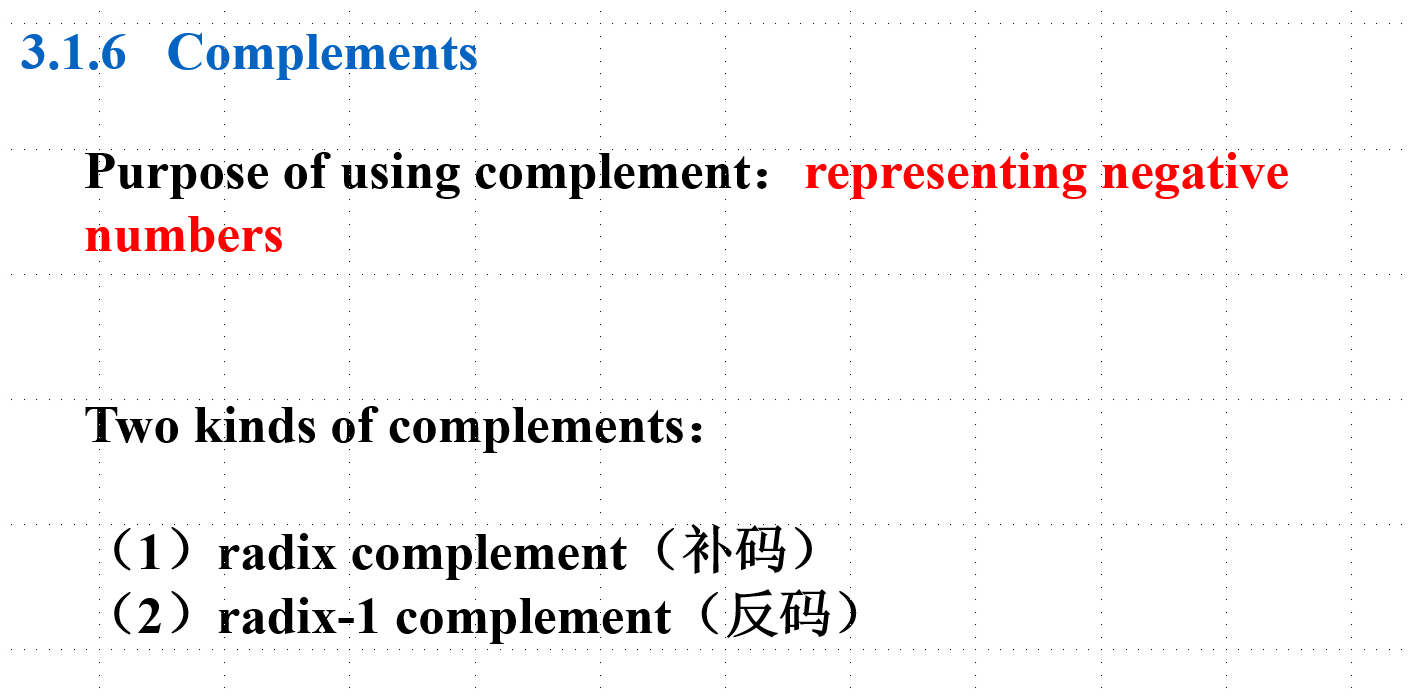 3.1.6 Complements
Purpose of using complement：representing negative
numbers
Two kinds of complements：
（1）radix complement（补码）
（2）radix-1 complement（反码）